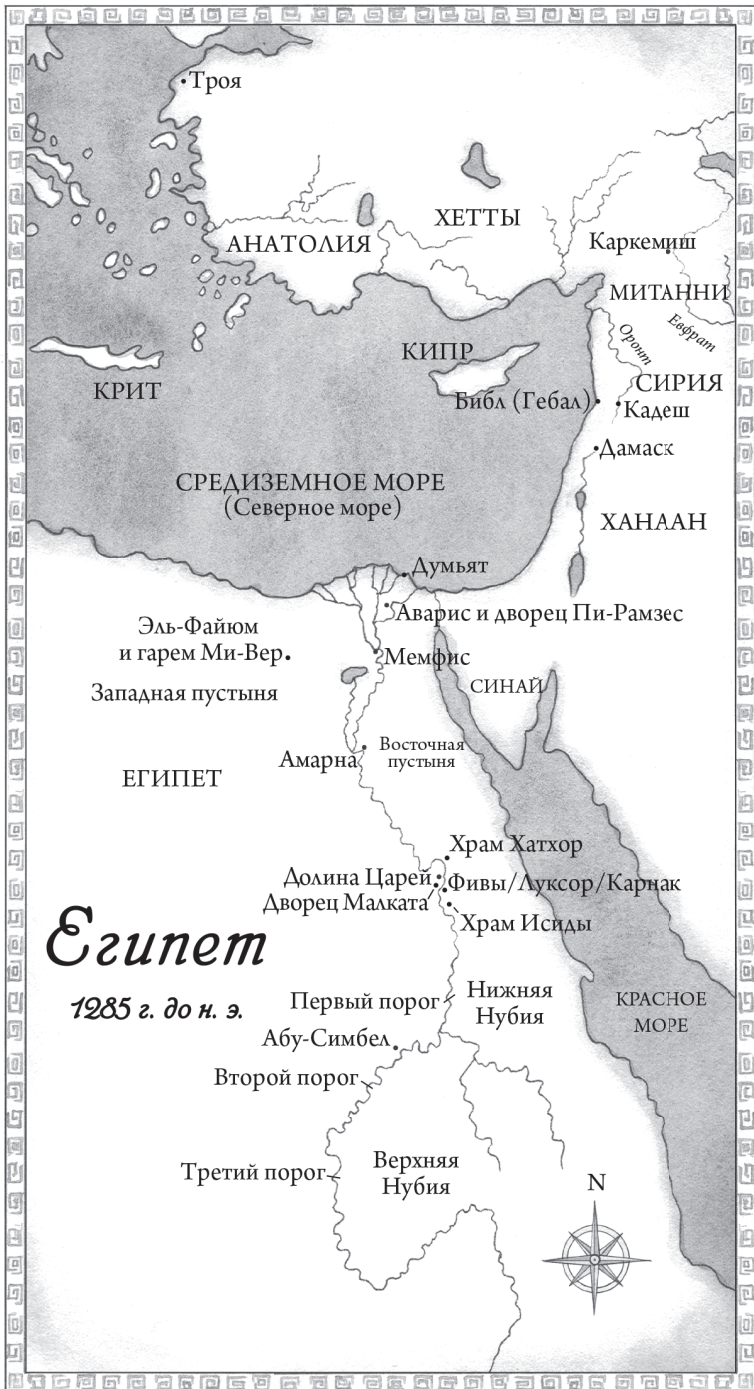 Троя
ХЕТТЫ
АНАТОЛИЯ
Каркемиш
МИТАННИ
Евфрат
Оронт
КИПР
СИРИЯ
КРИТ
Библ (Гебал)
Кадеш
Дамаск
СРЕДИЗЕМНОЕ МОРЕ
(Северное море)
ХАНААН
Думьят
Аварис и дворец Пи-Рамзес
Эль-Файюм
и гарем Ми-Вер
Мемфис
Западная пустыня
СИНАЙ
Восточная
пустыня
Амарна
ЕГИПЕТ
Храм Хатхор
Долина Царей
Фивы/Луксор/Карнак
Дворец Малката
Храм Исиды
Египет
1285 г. до н. э.
Первый порог
Нижняя
Нубия
КРАСНОЕ
МОРЕ
Абу-Симбел
Второй порог
Третий порог
Верхняя
Нубия
N